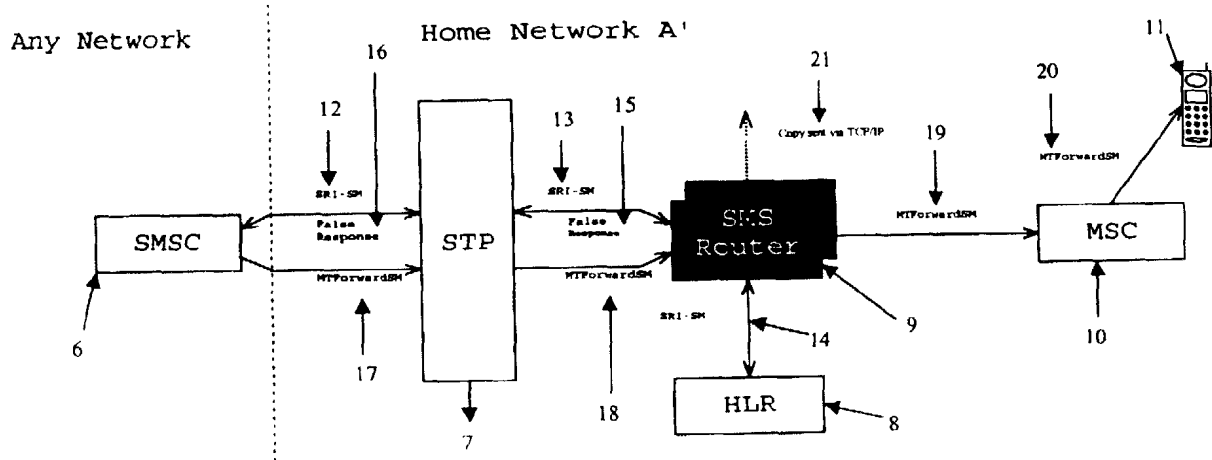 Any Network
Home Network A'
16
21
20
11
12
13
15
Copy sent via TCP/IP
19
MTForwardSM
SRI-SM
SRI-SM
False
Response
False
Response
SMSC
STP
SMS
Router
MTForwardSM
MSC
MTForwardSM
MTForwardSM
SRI-SM
6
17
18
14
9
10
HLR
7
8